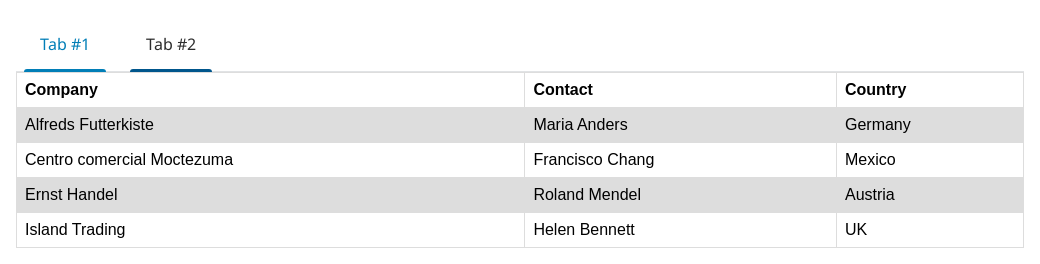 Tab #1 Tab #2
Company Contact Country
Alfreds Futterkiste Maria Anders Germany
Centro comercial Moctezuma Francisco Chang Mexico
Ernst Handel Roland Mendel Austria
Island Trading Helen Bennett UK